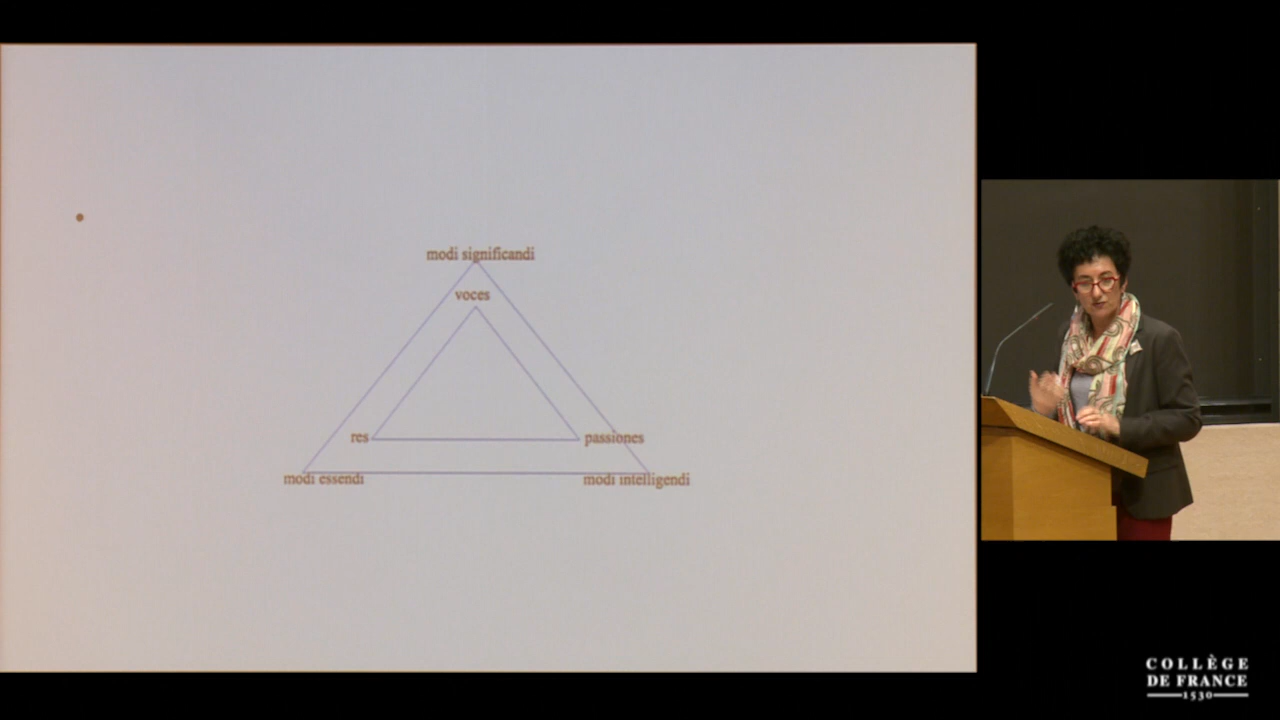 modi significandi
voces
res
passiones
modi essendi
modi intelligendi
COLLÈGE
DE FRANCE
1530